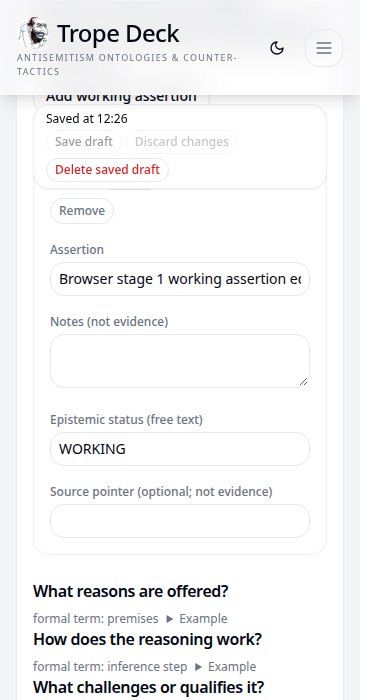 Trope Deck
ANTISEMITISM ONTOLOGIES & COUNTER-
TACTICS
Add working assertion
Saved at 12:26
Save draft
Discard changes
Delete saved draft
Remove
Assertion
Browser stage 1 working assertion
Notes (not evidence)
Epistemic status (free text)
WORKING
Source pointer (optional; not evidence)
What reasons are offered?
formal term: premises ▶ Example
How does the reasoning work?
formal term: inference step ▶ Example
What challenges or qualifies it?